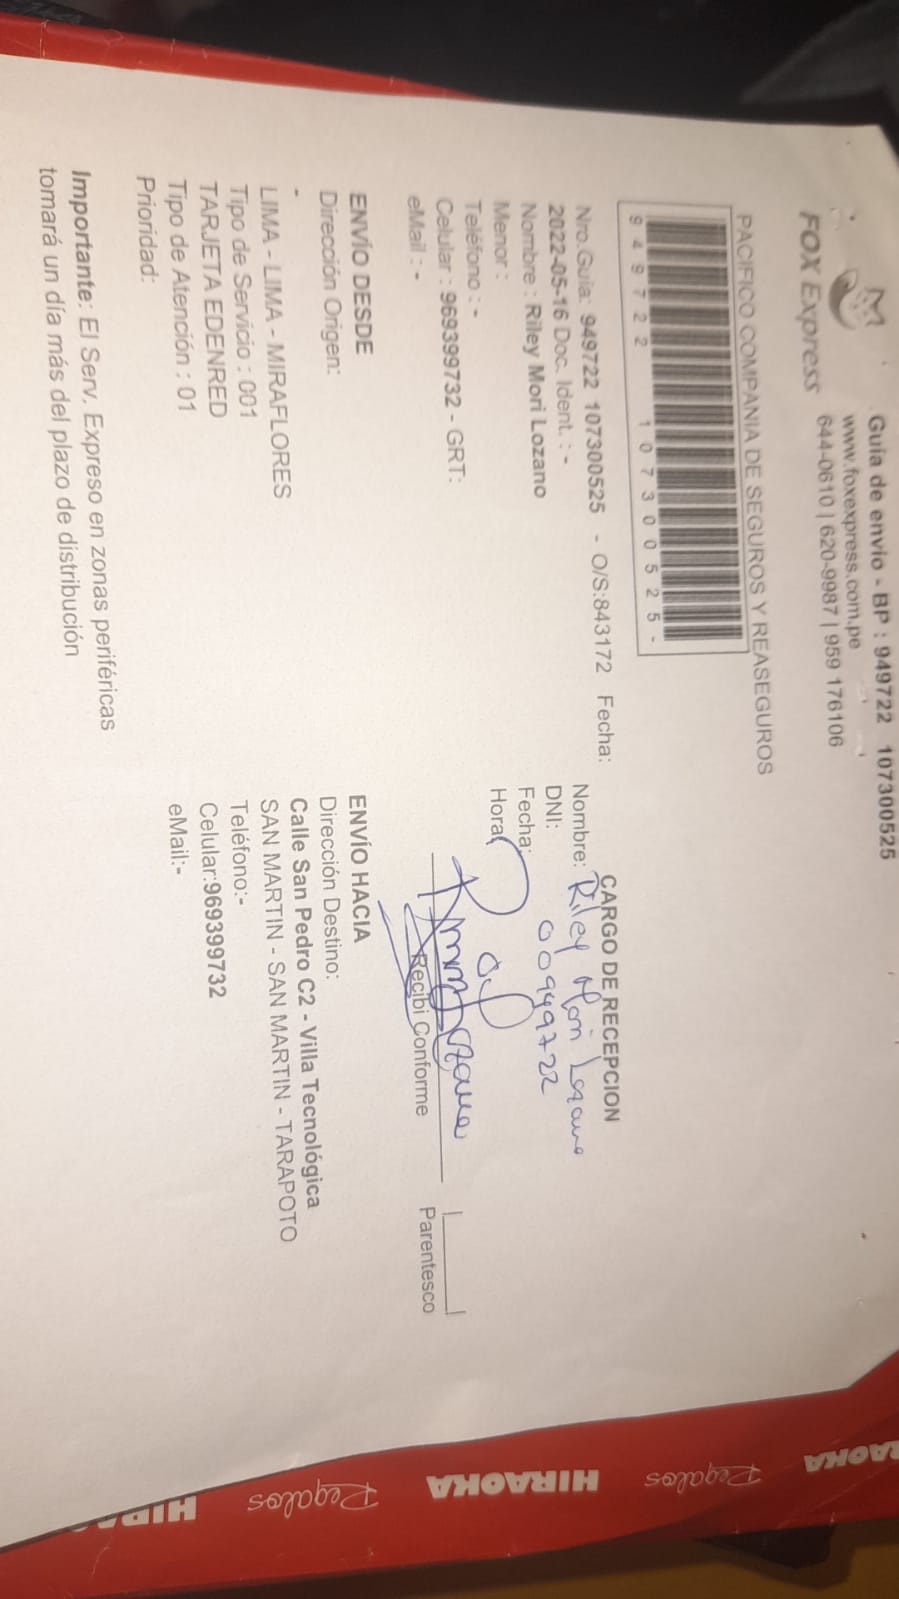 FOX Express
Guía de envío - BP : 949722 107300525
www.foxexpress.com.pe
644-0610 | 620-9987 | 959 176106
PACIFICO COMPANIA DE SEGUROS Y REASEGUROS
949722 107300525-
Nro.Guía: 949722 107300525 - O/S:843172 Fecha:
2022-05-16 Doc. Ident. : -
Nombre : Riley Mori Lozano
Menor :
Teléfono : -
Celular : 969399732 - GRT:
eMail : -
CARGO DE RECEPCION
Nombre: Riley Mori Lozano
DNI: 00949722
Fecha:
Hora:
Recibi Conforme
Parentesco
ENVÍO DESDE
Dirección Origen:
-
LIMA - LIMA - MIRAFLORES
Tipo de Servicio : 001
TARJETA EDENRED
Tipo de Atención : 01
Prioridad:
ENVÍO HACIA
Dirección Destino:
Calle San Pedro C2 - Villa Tecnológica
SAN MARTIN - SAN MARTIN - TARAPOTO
Teléfono:-
Celular:969399732
eMail:-
Importante: El Serv. Expreso en zonas periféricas
tomará un día más del plazo de distribución
HIRAOKA
Regalos
HIRAOKA
Regalos